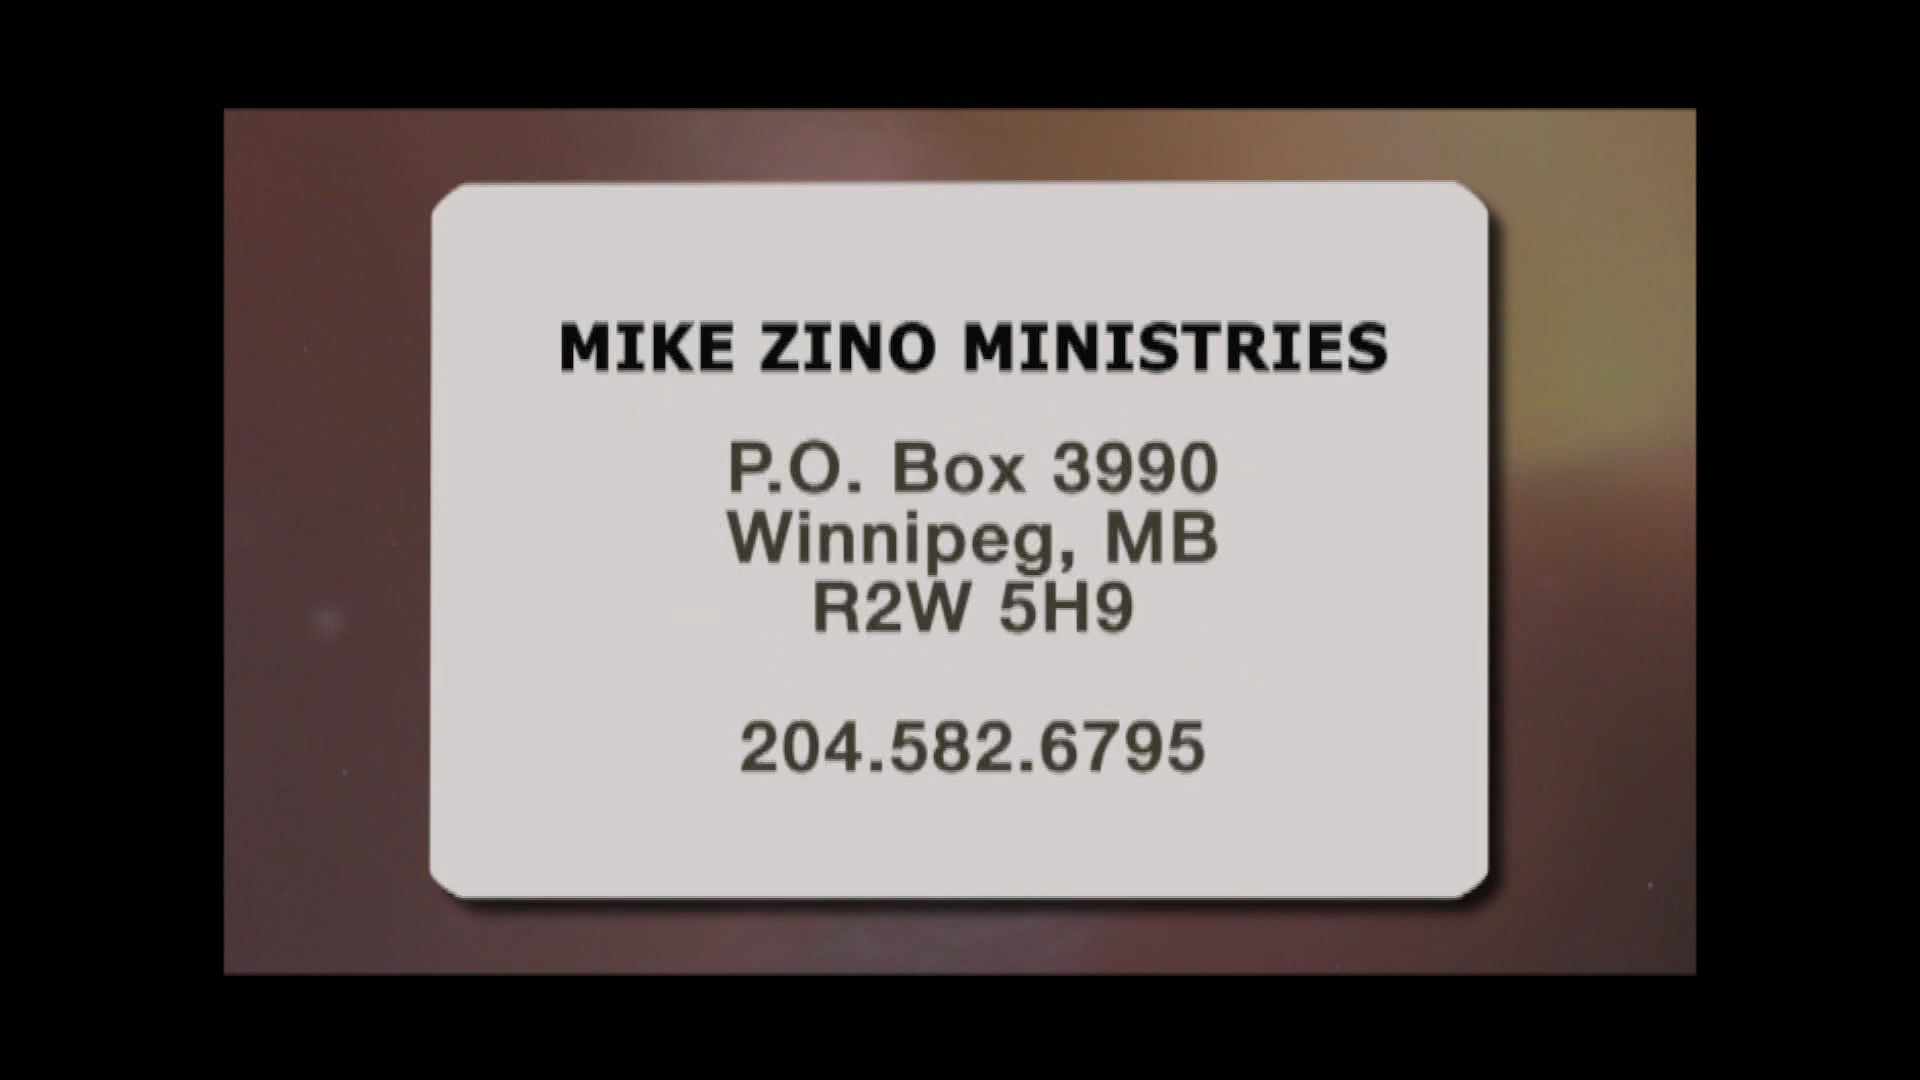 MIKE ZINO MINISTRIES
P.O. Box 3990
Winnipeg, MB
R2W 5H9
204.582.6795